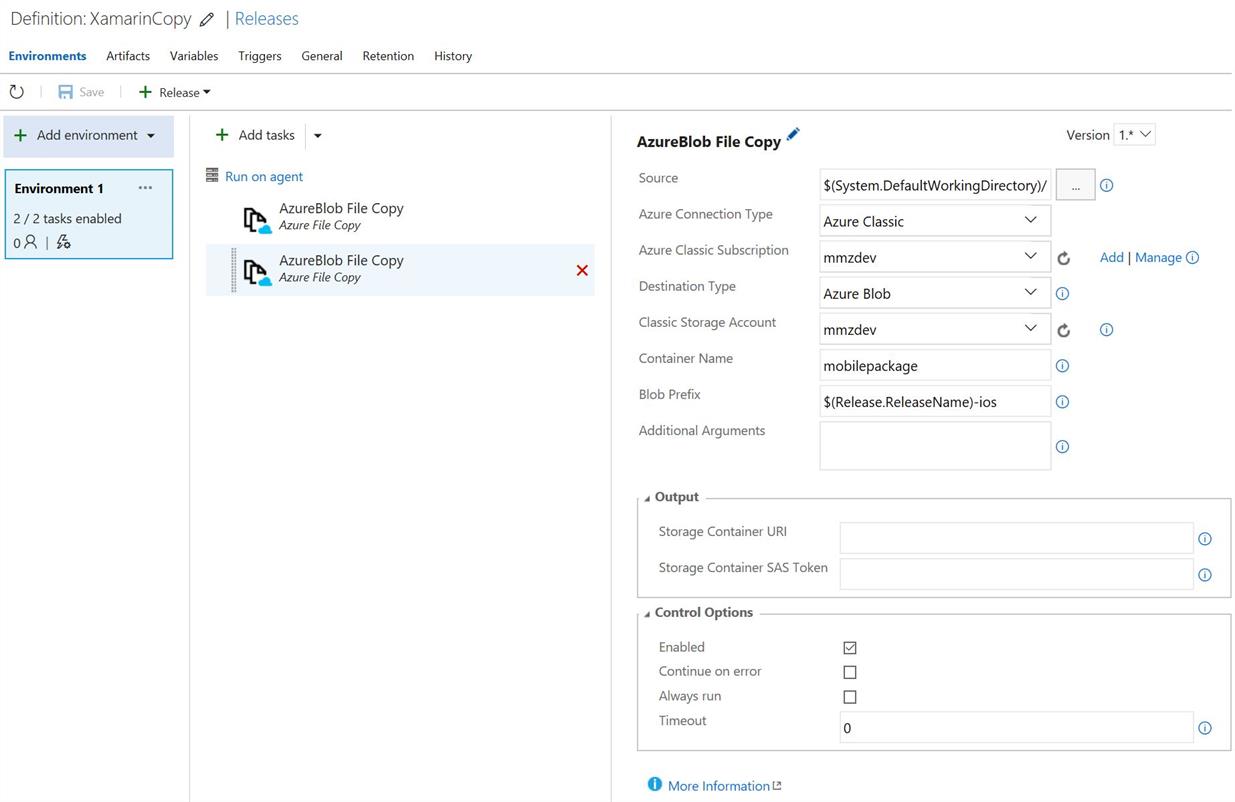 Definition: XamarinCopy | Releases
Environments Artifacts Variables Triggers General Retention History
Save + Release
+ Add environment
Environment 1 ...
2 / 2 tasks enabled
0 |
+ Add tasks
Run on agent
AzureBlob File Copy
Azure File Copy
AzureBlob File Copy
Azure File Copy
AzureBlob File Copy
Version 1.*
Source $(System.DefaultWorkingDirectory)/ ...
Azure Connection Type Azure Classic
Azure Classic Subscription mmzdev Add | Manage
Destination Type Azure Blob
Classic Storage Account mmzdev
Container Name mobilepackage
Blob Prefix $(Release.ReleaseName)-ios
Additional Arguments
Output
Storage Container URI
Storage Container SAS Token
Control Options
Enabled
Continue on error
Always run
Timeout 0
More Information